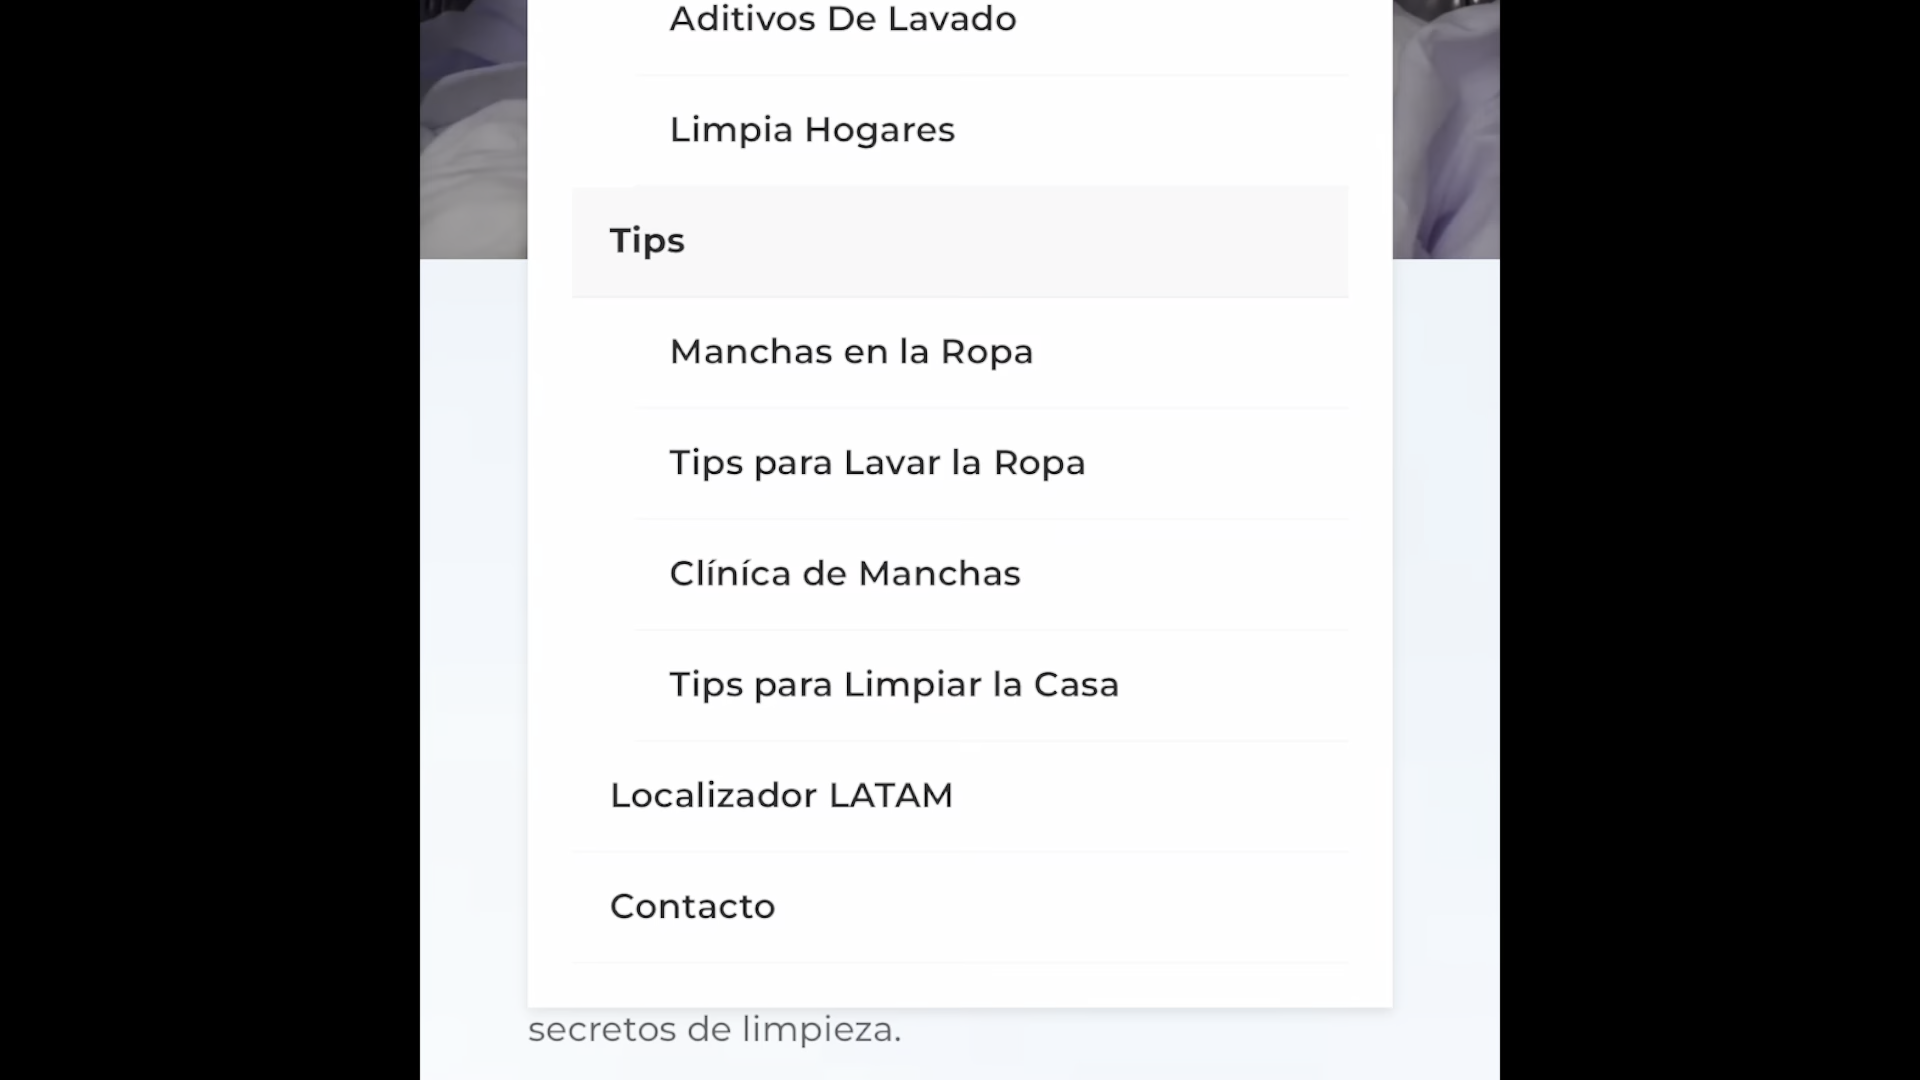 Aditivos De Lavado
Limpia Hogares
Tips
Manchas en la Ropa
Tips para Lavar la Ropa
Clíníca de Manchas
Tips para Limpiar la Casa
Localizador LATAM
Contacto
secretos de limpieza.